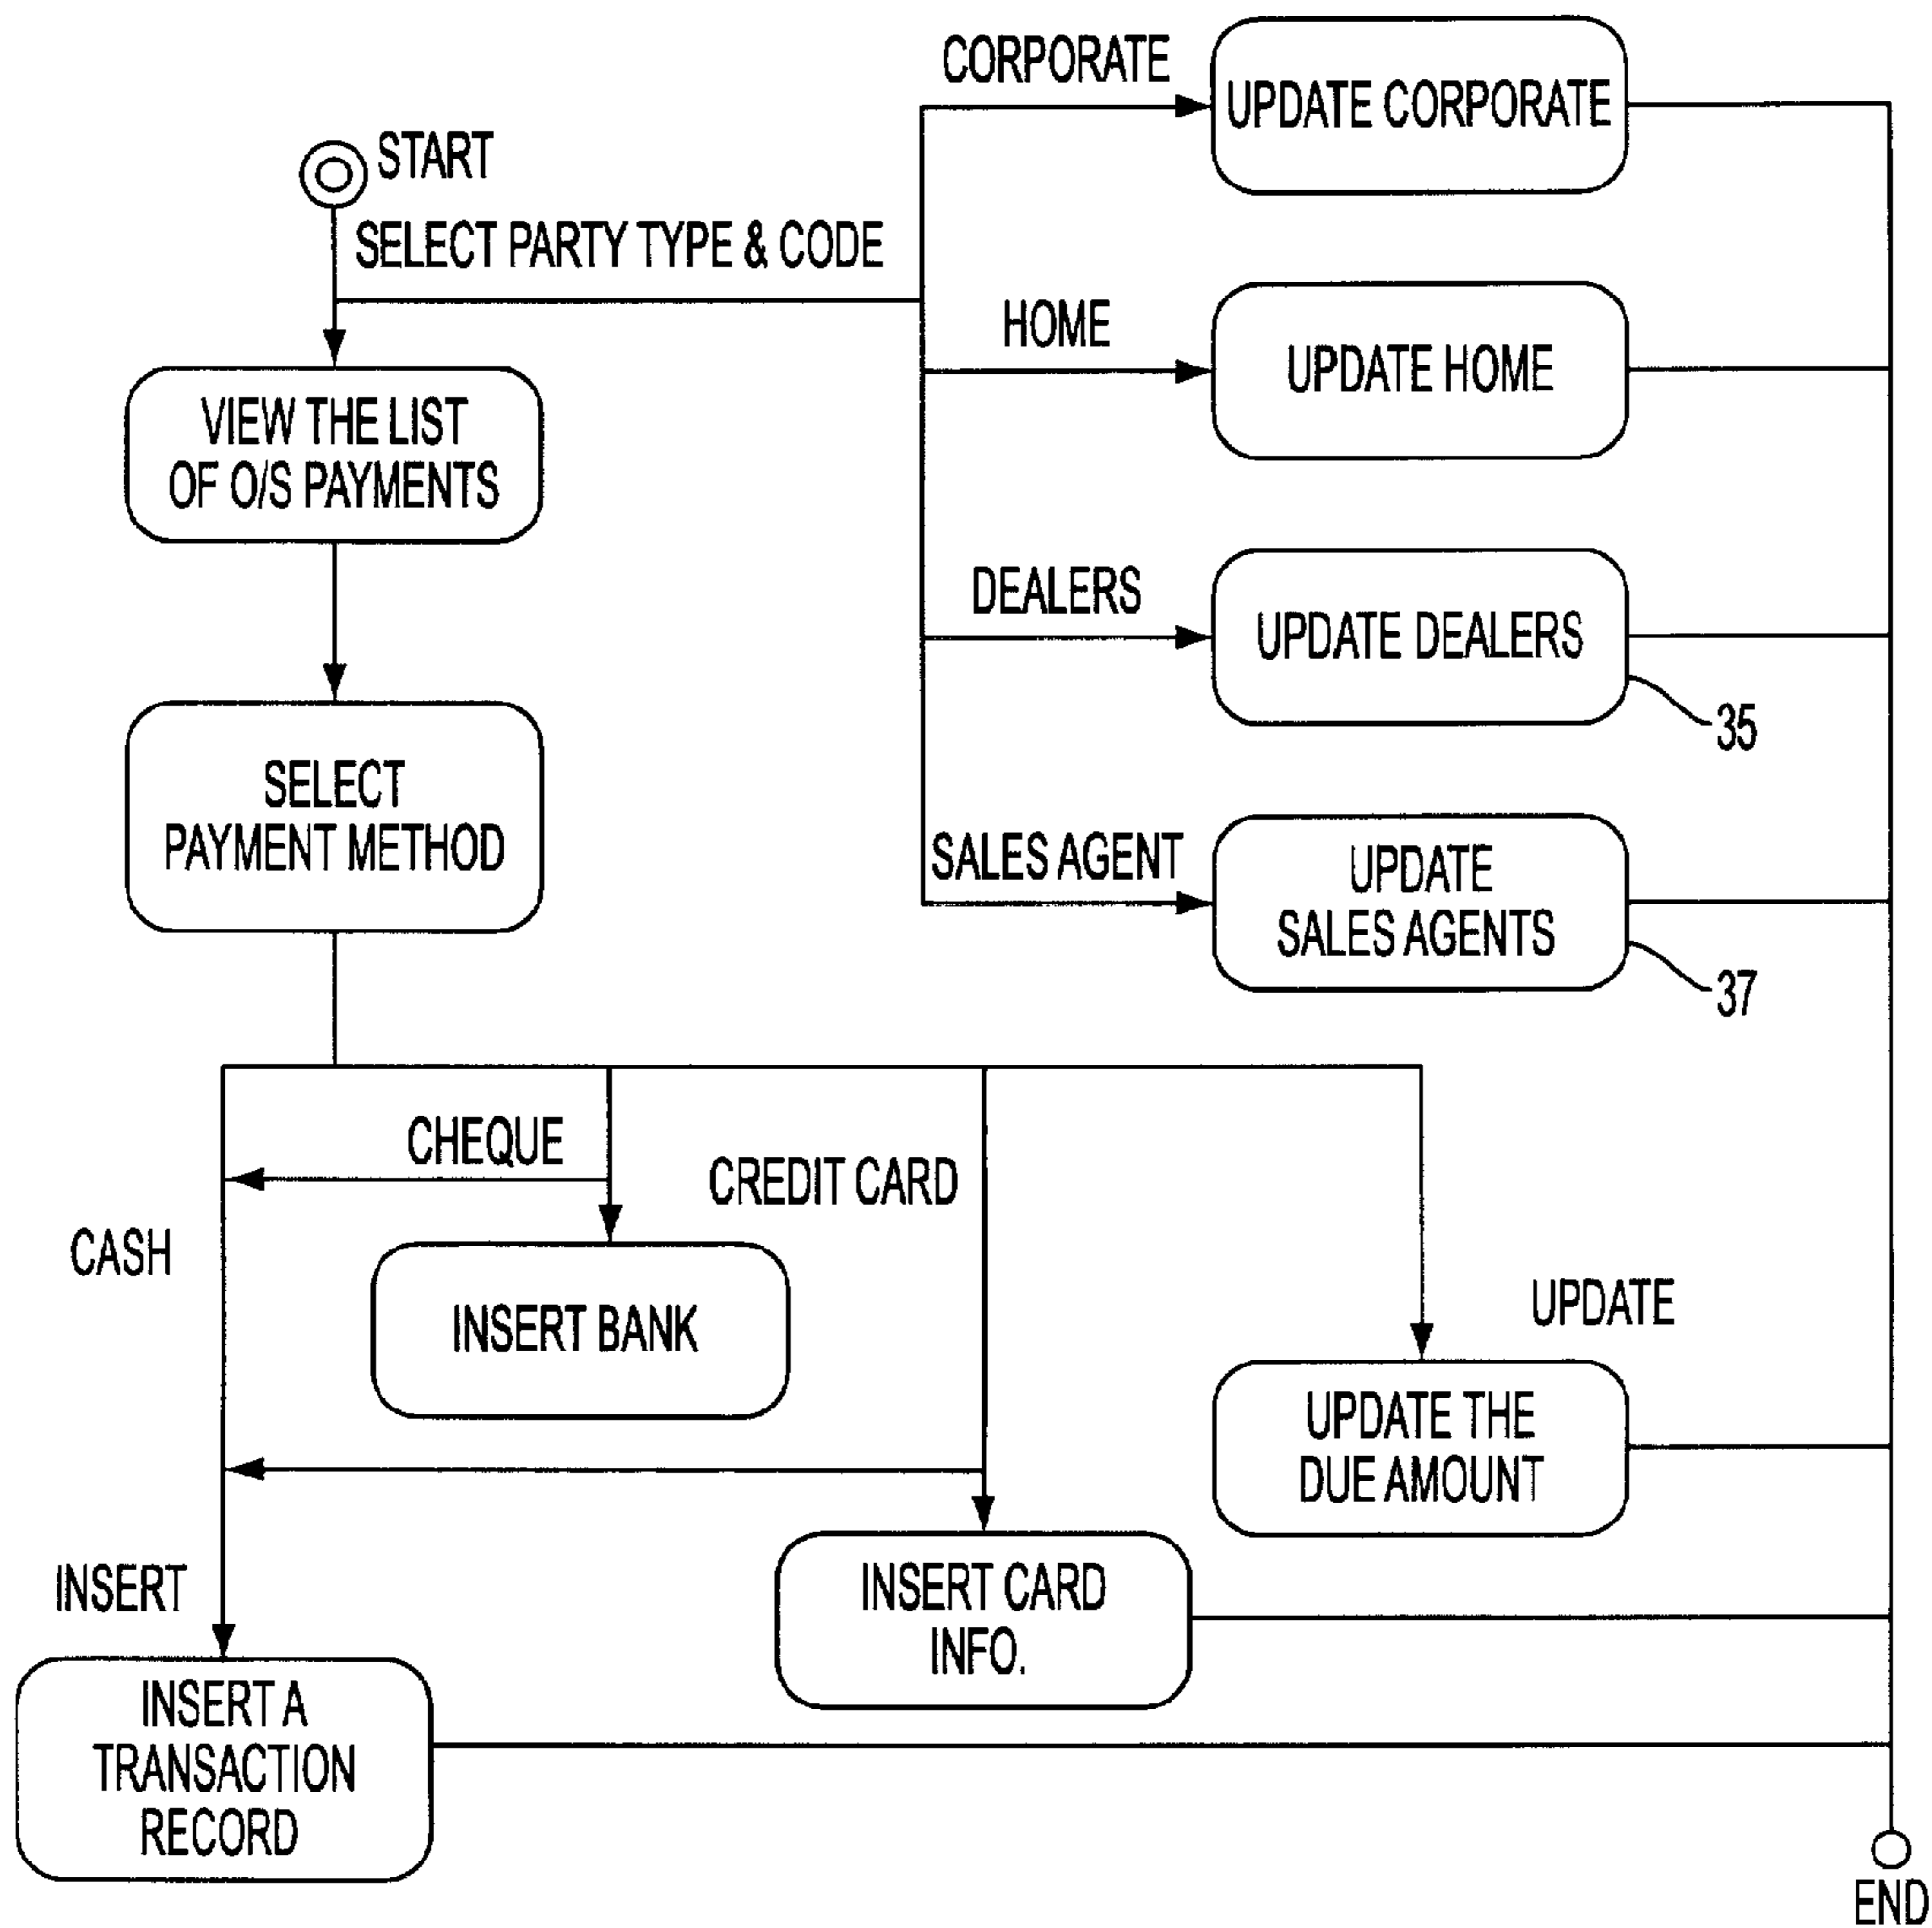 START
SELECT PARTY TYPE & CODE
VIEW THE LIST
OF O/S PAYMENTS
SELECT
PAYMENT METHOD
CORPORATE
UPDATE CORPORATE
HOME
UPDATE HOME
DEALERS
UPDATE DEALERS
35
SALES AGENT
UPDATE
SALES AGENTS
37
CHEQUE
CREDIT CARD
CASH
INSERT BANK
UPDATE
UPDATE THE
DUE AMOUNT
INSERT
INSERT CARD
INFO.
INSERT A
TRANSACTION
RECORD
END